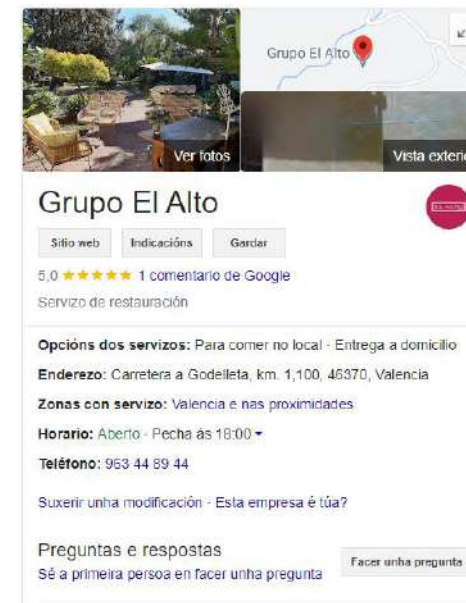 Grupo El Alto
Ver fotos
Vista exterio
Grupo El Alto
Sitio web
Indicacións
Gardar
5,0 ★★★★★ 1 comentario de Google
Servizo de restauración
Opcións dos servizos: Para comer no local · Entrega a domicilio
Enderezo: Carretera a Godelleta, km. 1,100, 46370, Valencia
Zonas con servizo: Valencia e nas proximidades
Horario: Aberto · Pecha ás 18:00
Teléfono: 963 44 89 44
Suxerir unha modificación · Esta empresa é túa?
Preguntas e respostas
Sé a primeira persoa en facer unha pregunta
Facer unha pregunta